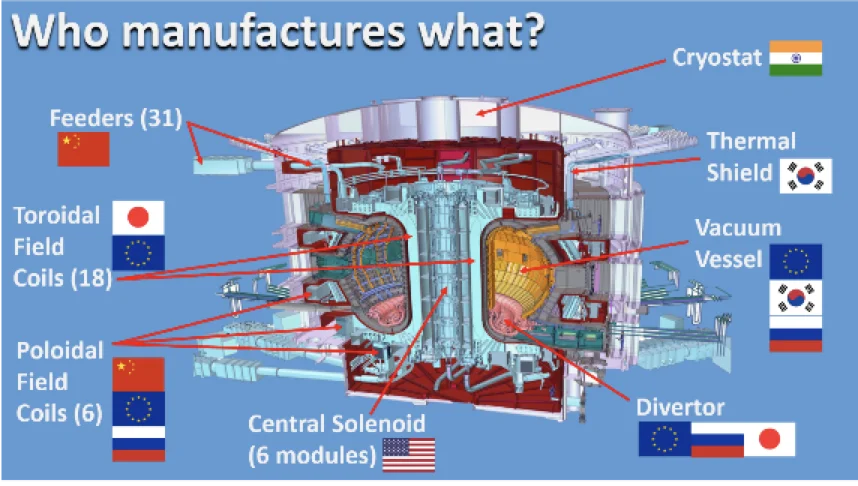 Who manufactures what?
Cryostat
Feeders (31)
Thermal
Shield
Toroidal
Field
Coils (18)
Vacuum
Vessel
Poloidal
Field
Coils (6)
Central Solenoid
(6 modules)
Divertor